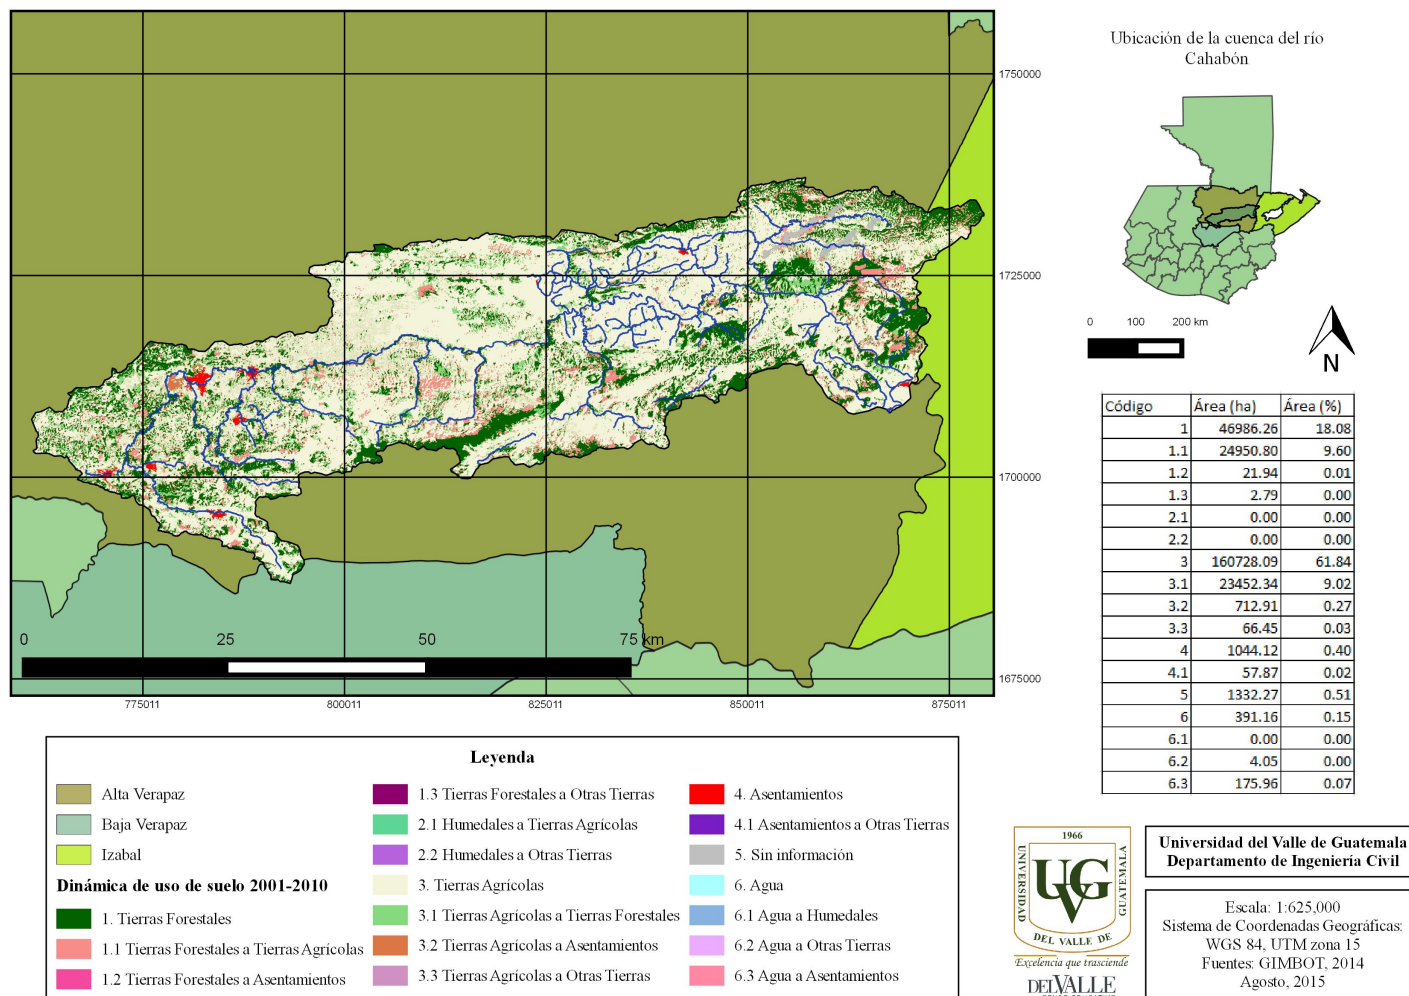 1750000
1725000
1700000
1675000
0 25 50 75 km
775011 800011 825011 850011 875011
Ubicación de la cuenca del río
Cahabón
0 100 200 km
N
Código Área (ha) Área (%)
1 46986.26 18.08
1.1 24950.80 9.60
1.2 21.94 0.01
1.3 2.79 0.00
2.1 0.00 0.00
2.2 0.00 0.00
3 160728.09 61.84
3.1 23452.34 9.02
3.2 712.91 0.27
3.3 66.45 0.03
4 1044.12 0.40
4.1 57.87 0.02
5 1332.27 0.51
6 391.16 0.15
6.1 0.00 0.00
6.2 4.05 0.00
6.3 175.96 0.07
Leyenda
Alta Verapaz
Baja Verapaz
Izabal
Dinámica de uso de suelo 2001-2010
1. Tierras Forestales
1.1 Tierras Forestales a Tierras Agrícolas
1.2 Tierras Forestales a Asentamientos
1.3 Tierras Forestales a Otras Tierras
2.1 Humedales a Tierras Agrícolas
2.2 Humedales a Otras Tierras
3. Tierras Agrícolas
3.1 Tierras Agrícolas a Tierras Forestales
3.2 Tierras Agrícolas a Asentamientos
3.3 Tierras Agrícolas a Otras Tierras
4. Asentamientos
4.1 Asentamientos a Otras Tierras
5. Sin información
6. Agua
6.1 Agua a Humedales
6.2 Agua a Otras Tierras
6.3 Agua a Asentamientos
1966
UNIVERSIDAD
DEL VALLE DE
GUATEMALA
UVG
Excelencia que trasciende
DELVALLE
Universidad del Valle de Guatemala
Departamento de Ingeniería Civil
Escala: 1:625,000
Sistema de Coordenadas Geográficas:
WGS 84, UTM zona 15
Fuentes: GIMBOT, 2014
Agosto, 2015